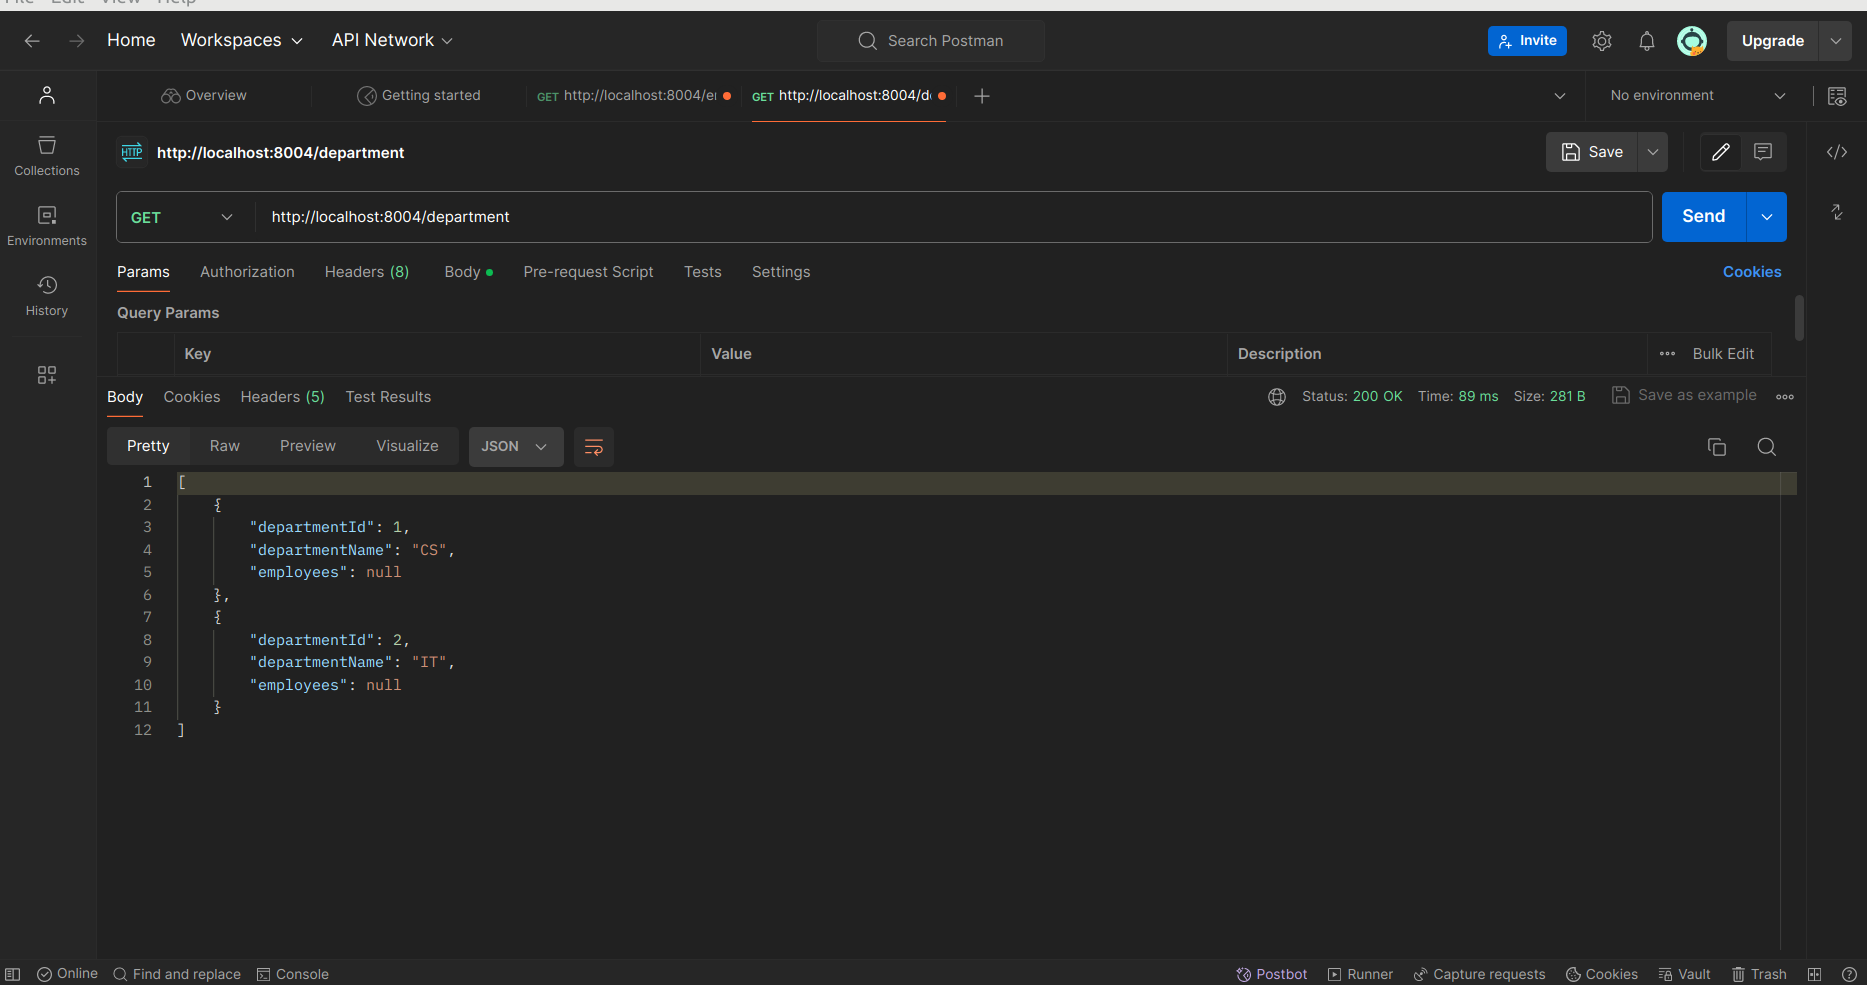 File Edit View Help
Home Workspaces API Network Search Postman Invite Upgrade
Overview Getting started GET http://localhost:8004/e GET http://localhost:8004/d No environment
HTTP http://localhost:8004/department Save
Collections
GET http://localhost:8004/department Send
Environments
Params Authorization Headers (8) Body Pre-request Script Tests Settings Cookies
History
Query Params
Key Value Description Bulk Edit
Body Cookies Headers (5) Test Results Status: 200 OK Time: 89 ms Size: 281 B Save as example
Pretty Raw Preview Visualize JSON
1 [
2 {
3 "departmentId": 1,
4 "departmentName": "CS",
5 "employees": null
6 },
7 {
8 "departmentId": 2,
9 "departmentName": "IT",
10 "employees": null
11 }
12 ]
Online Find and replace Console Postbot Runner Capture requests Cookies Vault Trash